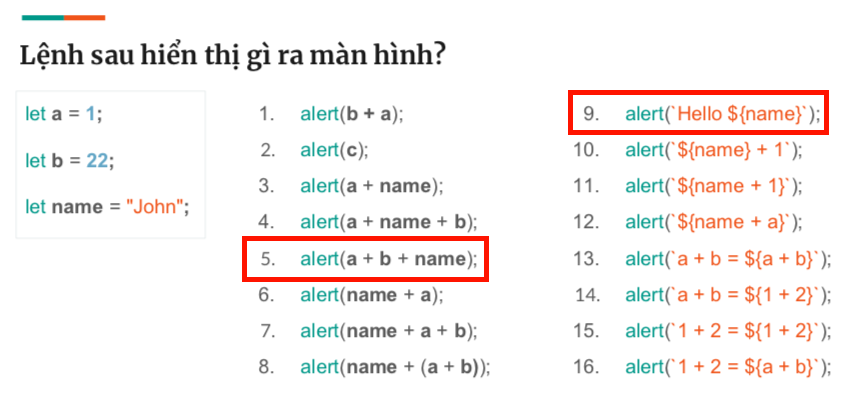 Lệnh sau hiển thị gì ra màn hình?
let a = 1;
let b = 22;
let name = "John";
1. alert(b + a);
2. alert(c);
3. alert(a + name);
4. alert(a + name + b);
5. alert(a + b + name);
6. alert(name + a);
7. alert(name + a + b);
8. alert(name + (a + b));
9. alert(`Hello ${name}`);
10. alert(`${name} + 1`);
11. alert(`${name + 1}`);
12. alert(`${name + a}`);
13. alert(`a + b = ${a + b}`);
14. alert(`a + b = ${1 + 2}`);
15. alert(`1 + 2 = ${1 + 2}`);
16. alert(`1 + 2 = ${a + b}`);